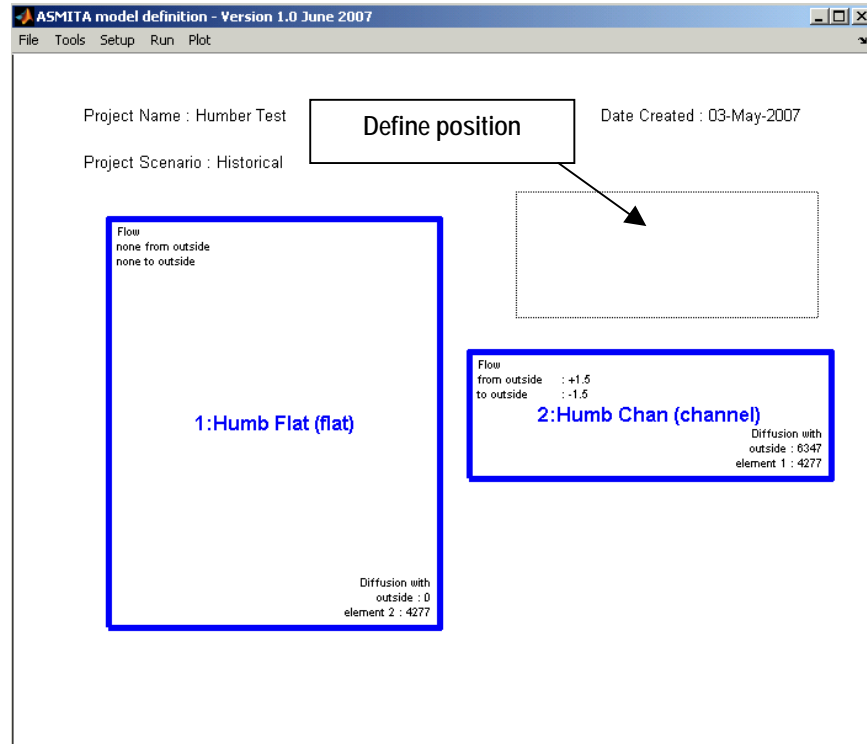 ASMITA model definition - Version 1.0 June 2007
File Tools Setup Run Plot
Project Name : Humber Test
Define position
Date Created : 03-May-2007
Project Scenario : Historical
Flow
none from outside
none to outside
1:Humb Flat (flat)
Diffusion with
outside : 0
element 2 : 4277
Flow
from outside : +1.5
to outside : -1.5
2:Humb Chan (channel)
Diffusion with
outside : 6347
element 1 : 4277